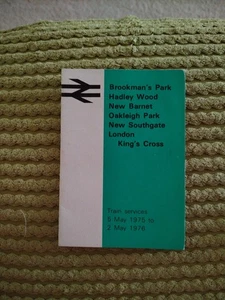 Brookman's Park
Hadley Wood
New Barnet
Oakleigh Park
New Southgate
London
King's Cross
Train services
5 May 1975 to
2 May 1976